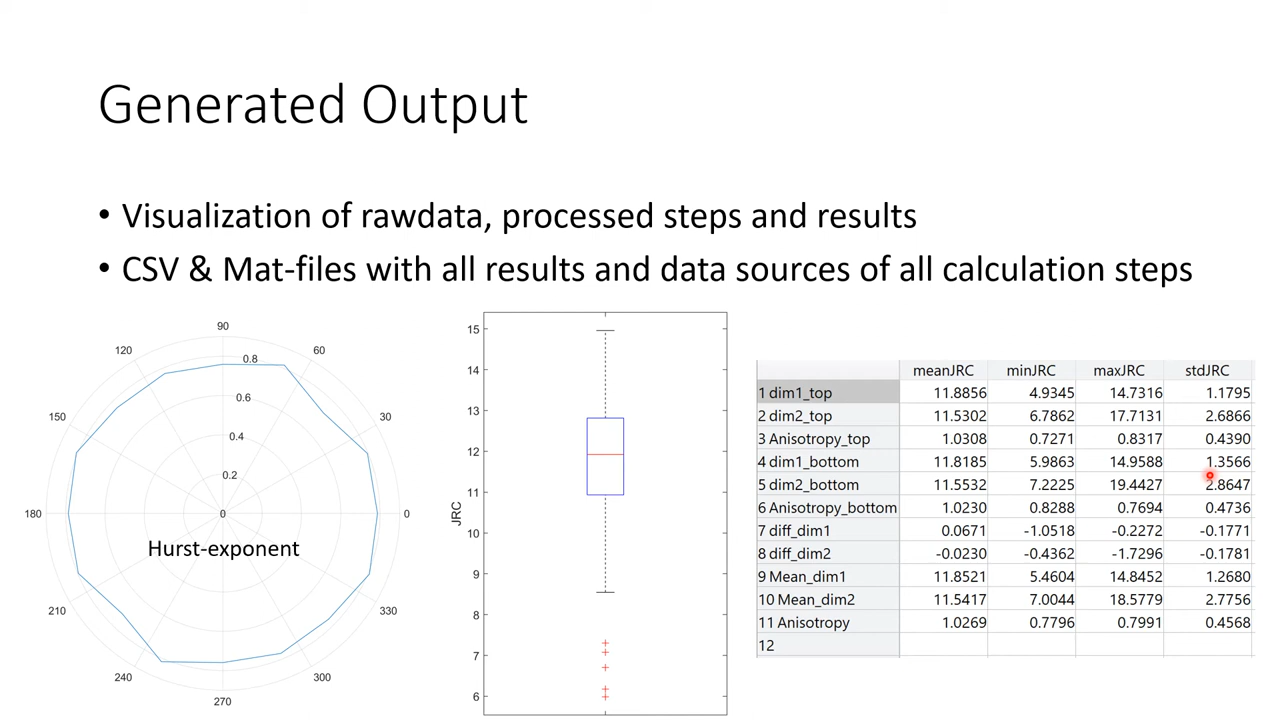 Generated Output
• Visualization of rawdata, processed steps and results
• CSV & Mat-files with all results and data sources of all calculation steps
90
120
60
0.8
150
0.6
30
0.4
0.2
180
0
0
Hurst-exponent
210
330
240
300
270
15
14
13
12
11
JRC
10
9
8
7
6
meanJRC minJRC maxJRC stdJRC
1 dim1_top 11.8856 4.9345 14.7316 1.1795
2 dim2_top 11.5302 6.7862 17.7131 2.6866
3 Anisotropy_top 1.0308 0.7271 0.8317 0.4390
4 dim1_bottom 11.8185 5.9863 14.9588 1.3566
5 dim2_bottom 11.5532 7.2225 19.4427 2.8647
6 Anisotropy_bottom 1.0230 0.8288 0.7694 0.4736
7 diff_dim1 0.0671 -1.0518 -0.2272 -0.1771
8 diff_dim2 -0.0230 -0.4362 -1.7296 -0.1781
9 Mean_dim1 11.8521 5.4604 14.8452 1.2680
10 Mean_dim2 11.5417 7.0044 18.5779 2.7756
11 Anisotropy 1.0269 0.7796 0.7991 0.4568
12